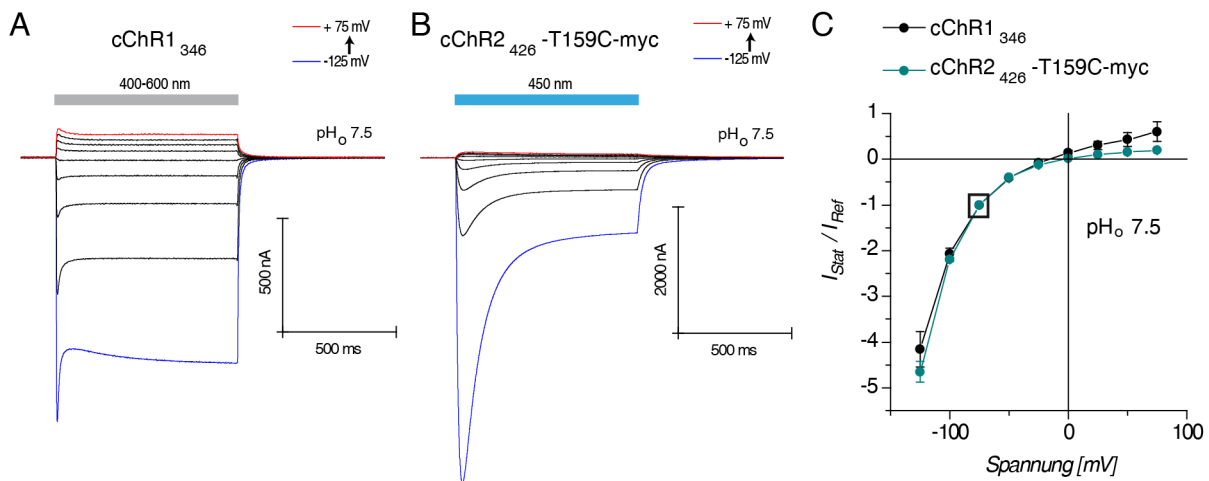 A
cChR1 346
+ 75 mV
-125 mV
400-600 nm
pHo 7.5
500 nA
500 ms
B
cChR2 426 -T159C-myc
+ 75 mV
-125 mV
450 nm
pHo 7.5
2000 nA
500 ms
C
cChR1 346
cChR2 426 -T159C-myc
1
0
-1
-2
-3
-4
-5
IStat / IRef
pHo 7.5
-100
0
100
Spannung [mV]